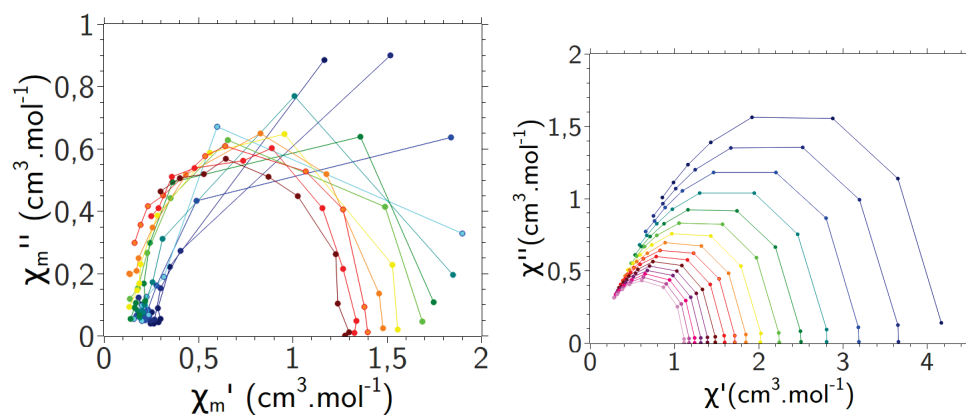 1
0,8
0,6
0,4
0,2
0
0 0,5 1 1,5 2
χₘ'' (cm³.mol⁻¹)
χₘ' (cm³.mol⁻¹)
2
1,5
1
0,5
0
0 1 2 3 4
χ''(cm³.mol⁻¹)
χ'(cm³.mol⁻¹)